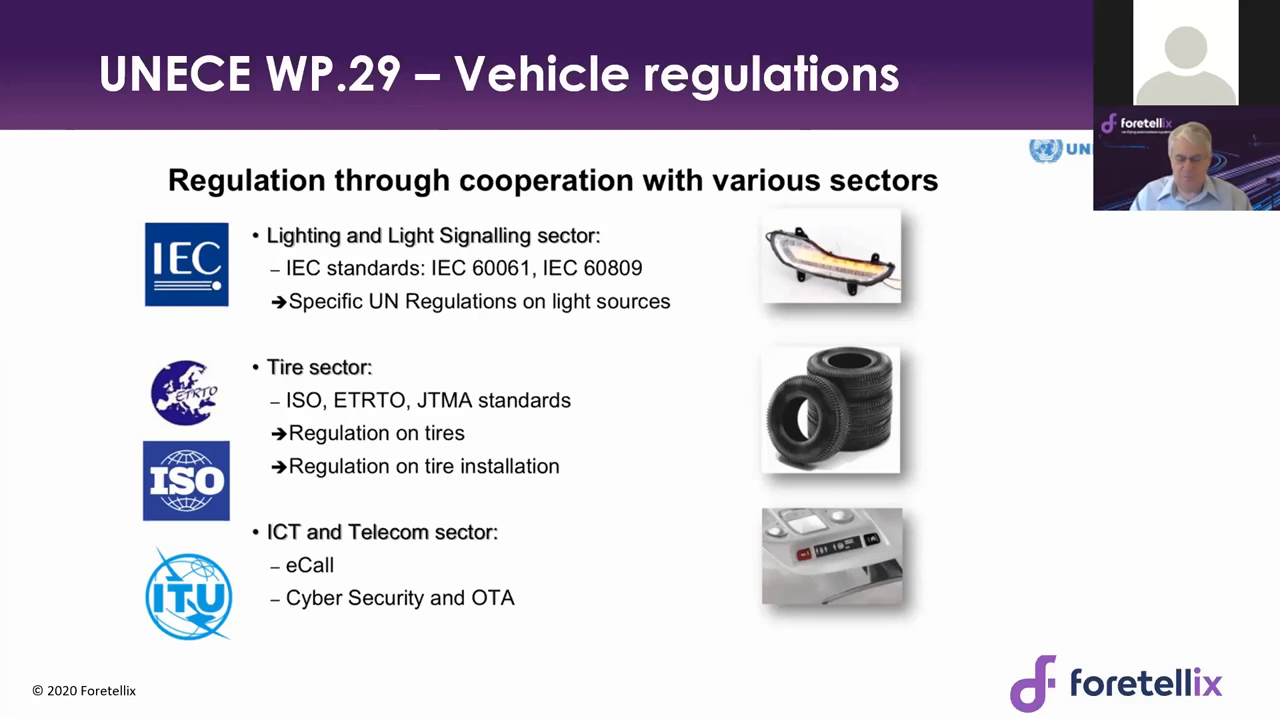 UNECE WP.29 – Vehicle regulations
foretellix
UN
Regulation through cooperation with various sectors
IEC
• Lighting and Light Signalling sector:
– IEC standards: IEC 60061, IEC 60809
➔Specific UN Regulations on light sources
ETRTO
• Tire sector:
– ISO, ETRTO, JTMA standards
➔Regulation on tires
➔Regulation on tire installation
ISO
• ICT and Telecom sector:
– eCall
– Cyber Security and OTA
ITU
© 2020 Foretellix
foretellix